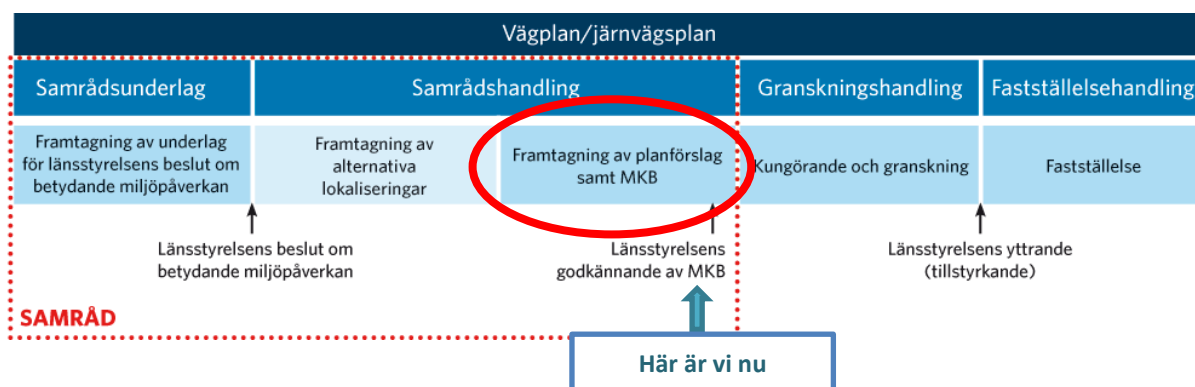 Vägplan/järnvägsplan
Samrådsunderlag
Samrådshandling
Granskningshandling
Fastställelsehandling
Framtagning av underlag
för länsstyrelsens beslut om
betydande miljöpåverkan
Framtagning av
alternativa
lokaliseringar
Framtagning av planförslag
samt MKB
Kungörande och granskning
Fastställelse
Länsstyrelsens beslut om
betydande miljöpåverkan
Länsstyrelsens
godkännande av MKB
Länsstyrelsens yttrande
(tillstyrkande)
SAMRÅD
Här är vi nu